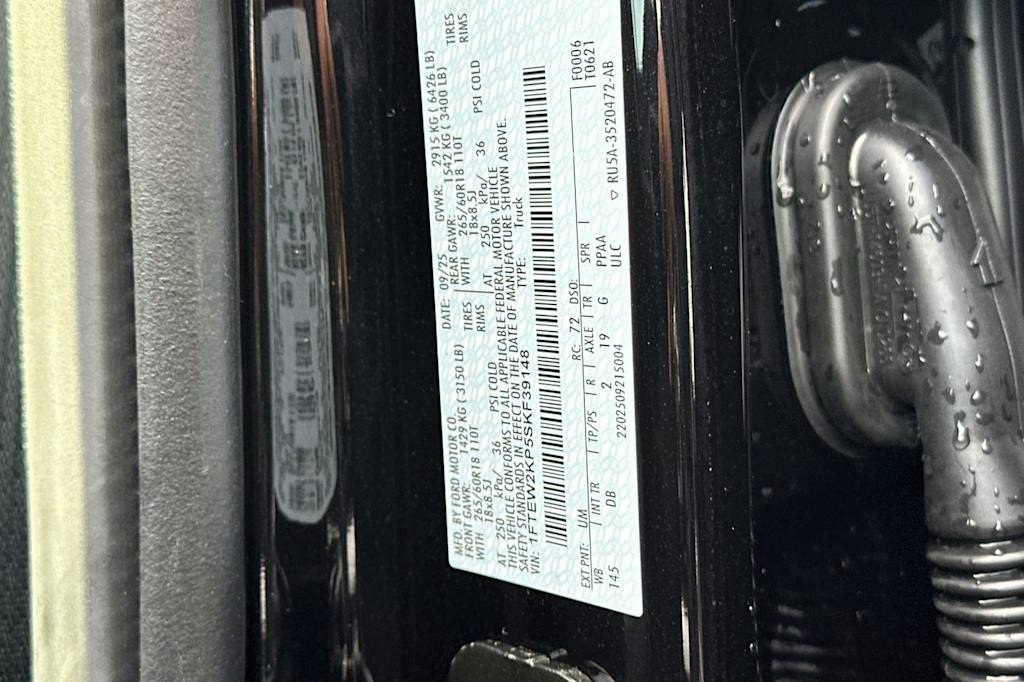 MFD. BY FORD MOTOR CO.
DATE: 09/25 GVWR: 2915 KG ( 6426 LB)
FRONT GAWR: 1429 KG ( 3150 LB) REAR GAWR: 1542 KG ( 3400 LB)
WITH 265/60R18 110T TIRES WITH 265/60R18 110T TIRES
18x8.5J RIMS 18x8.5J RIMS
AT 250 kPa/ 36 PSI COLD AT 250 kPa/ 36 PSI COLD
THIS VEHICLE CONFORMS TO ALL APPLICABLE FEDERAL MOTOR VEHICLE
SAFETY STANDARDS IN EFFECT ON THE DATE OF MANUFACTURE SHOWN ABOVE.
VIN: 1FTEW2KP5SKF39148 TYPE: Truck
F0006
T0621
EXT PNT: UM RC: 72 DSO:
WB INT TR TP/PS R AXLE TR SPR
145 DB 2 19 G PPAA
2202509215004 ULC
▽ RU5A-3520472-AB